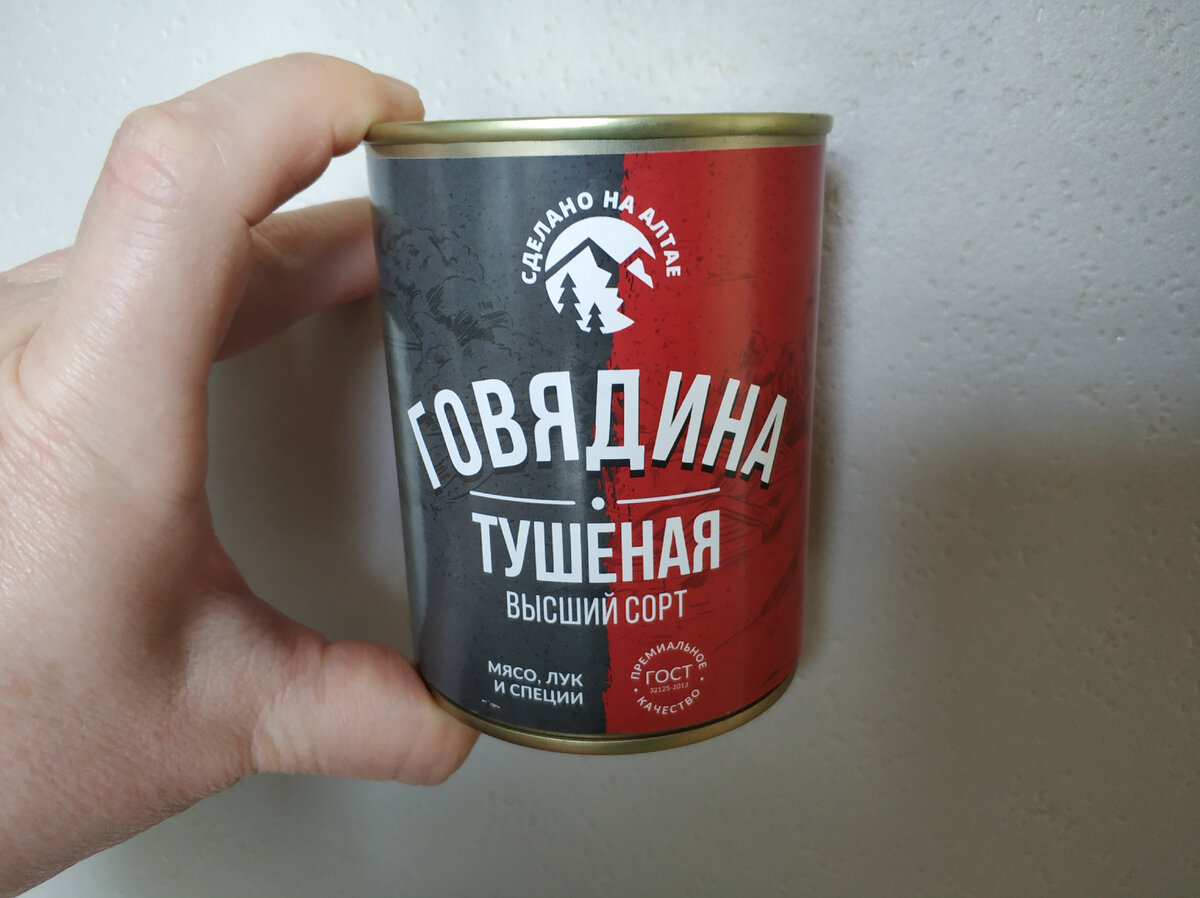 СДЕЛАНО НА АЛТАЕ
ГОВЯДИНА
ТУШЁНАЯ
ВЫСШИЙ СОРТ
МЯСО, ЛУК
И СПЕЦИИ
ПРЕМИАЛЬНОЕ
ГОСТ
32125-2013
КАЧЕСТВО